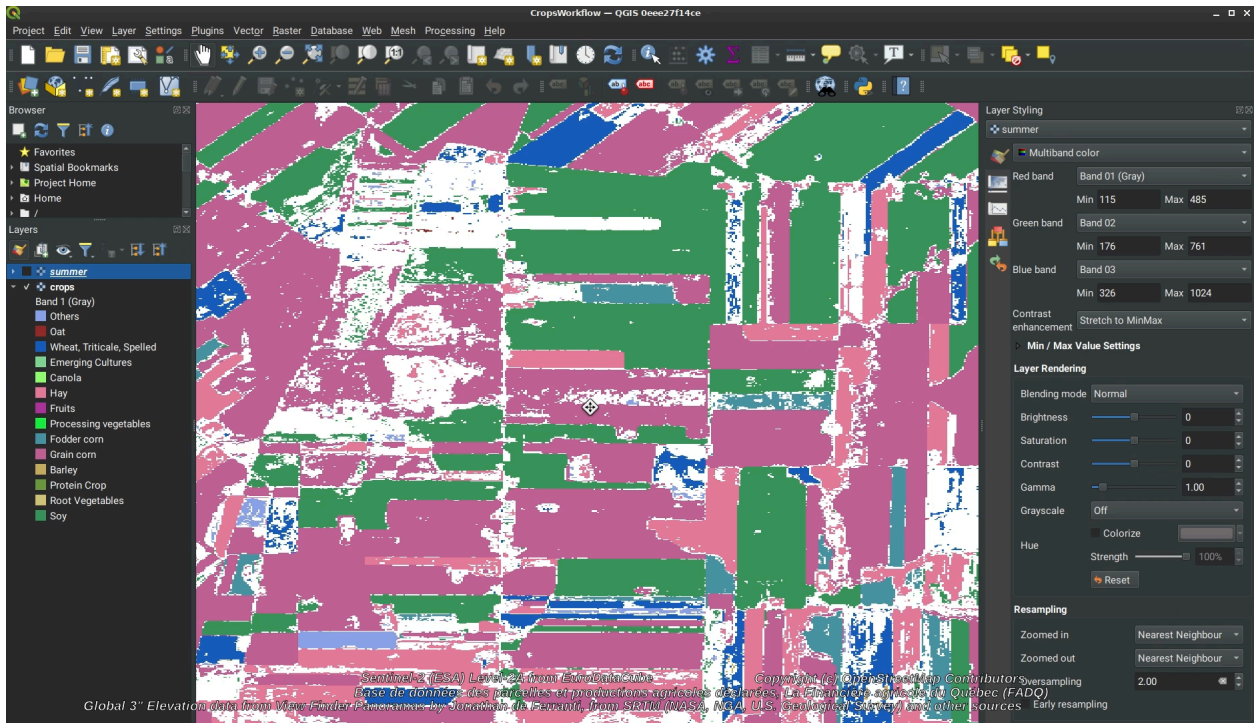 CropsWorkflow — QGIS 0eee27f14ce
Project Edit View Layer Settings Plugins Vector Raster Database Web Mesh Processing Help
Browser
Favorites
Spatial Bookmarks
Project Home
Home
/
Layers
summer
crops
Band 1 (Gray)
Others
Oat
Wheat, Triticale, Spelled
Emerging Cultures
Canola
Hay
Fruits
Processing vegetables
Fodder corn
Grain corn
Barley
Protein Crop
Root Vegetables
Soy
Layer Styling
summer
Multiband color
Red band Band 01 (Gray)
Min 115 Max 485
Green band Band 02
Min 176 Max 761
Blue band Band 03
Min 326 Max 1024
Contrast
enhancement Stretch to MinMax
Min / Max Value Settings
Layer Rendering
Blending mode Normal
Brightness 0
Saturation 0
Contrast 0
Gamma 1.00
Grayscale Off
Hue Colorize
Strength 100%
Reset
Resampling
Zoomed in Nearest Neighbour
Zoomed out Nearest Neighbour
Oversampling 2.00
Early resampling
Sentinel-2 (ESA) Level-2A from EuroDataCube Copyright (c) OpenStreetMap Contributors
Base de données des parcelles et productions agricoles déclarées, La Financière agricole du Québec (FADQ)
Global 3" Elevation data from View Finder Panoramas by Jonathan de Ferranti, from SRTM (NASA, NGA, U.S. Geological Survey) and other sources